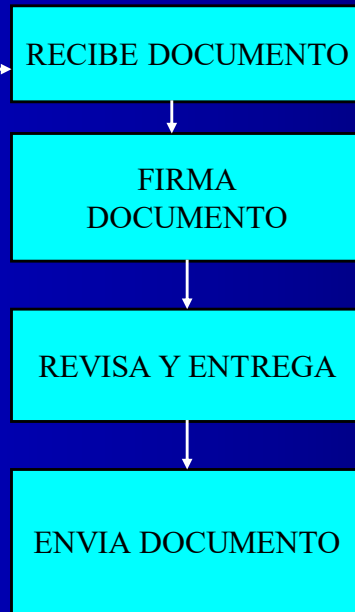 RECIBE DOCUMENTO
FIRMA
DOCUMENTO
REVISA Y ENTREGA
ENVIA DOCUMENTO